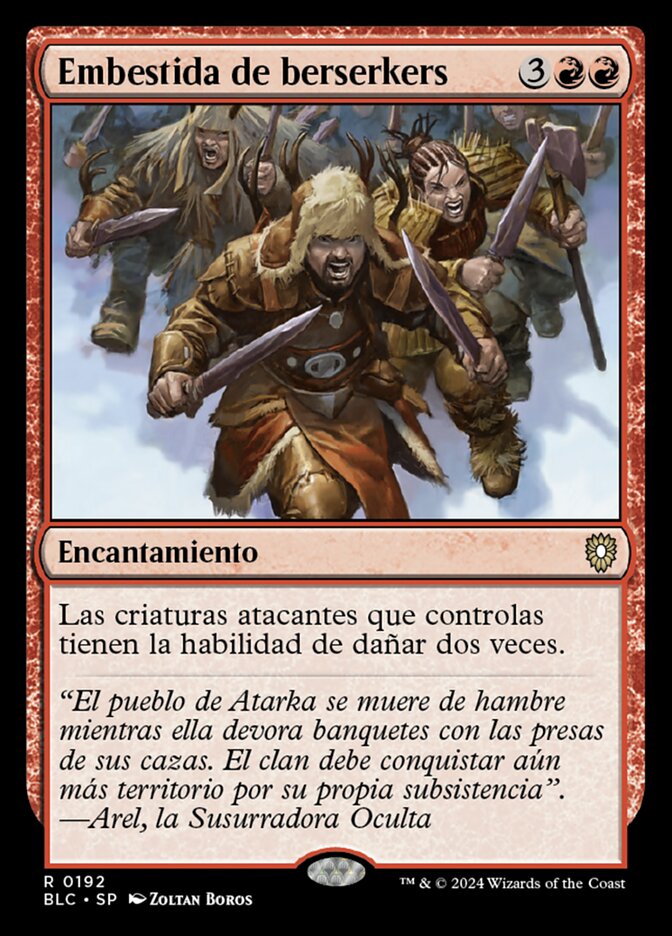 Embestida de berserkers 3
Encantamiento
Las criaturas atacantes que controlas
tienen la habilidad de dañar dos veces.
“El pueblo de Atarka se muere de hambre
mientras ella devora banquetes con las presas
de sus cazas. El clan debe conquistar aún
más territorio por su propia subsistencia”.
—Arel, la Susurradora Oculta
R 0192
BLC • SP Zoltan Boros
™ & © 2024 Wizards of the Coast